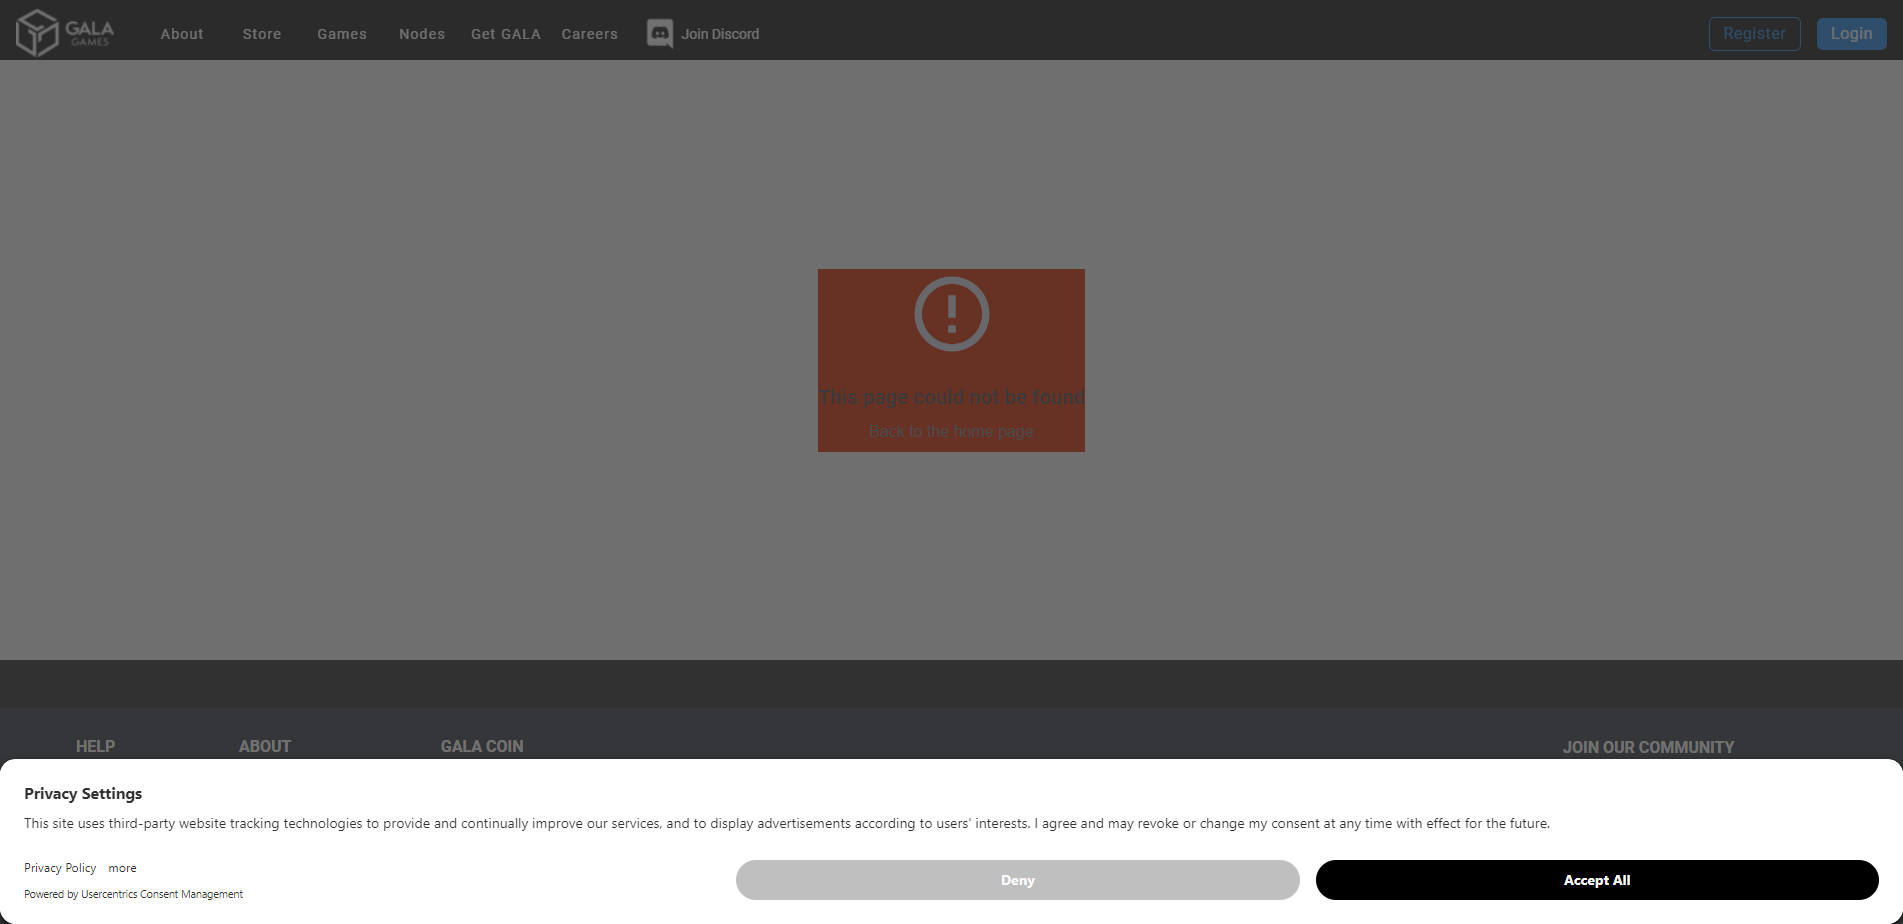 GALA
GAMES
About Store Games Nodes Get GALA Careers Join Discord Register Login
This page could not be found
Back to the home page
HELP ABOUT GALA COIN JOIN OUR COMMUNITY
Privacy Settings
This site uses third-party website tracking technologies to provide and continually improve our services, and to display advertisements according to users' interests. I agree and may revoke or change my consent at any time with effect for the future.
Privacy Policy more
Deny Accept All
Powered by Usercentrics Consent Management